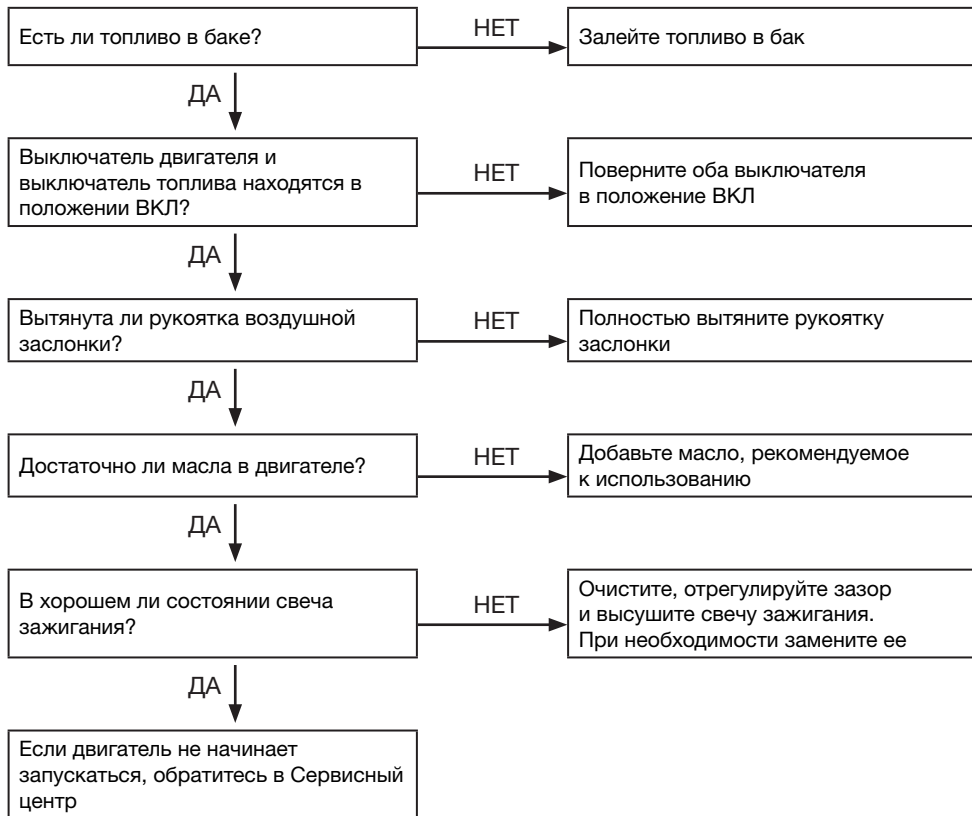 Есть ли топливо в баке?
НЕТ
Залейте топливо в бак
ДА
Выключатель двигателя и
выключатель топлива находятся в
положении ВКЛ?
НЕТ
Поверните оба выключателя
в положение ВКЛ
ДА
Вытянута ли рукоятка воздушной
заслонки?
НЕТ
Полностью вытяните рукоятку
заслонки
ДА
Достаточно ли масла в двигателе?
НЕТ
Добавьте масло, рекомендуемое
к использованию
ДА
В хорошем ли состоянии свеча
зажигания?
НЕТ
Очистите, отрегулируйте зазор
и высушите свечу зажигания.
При необходимости замените ее
ДА
Если двигатель не начинает
запускаться, обратитесь в Сервисный
центр